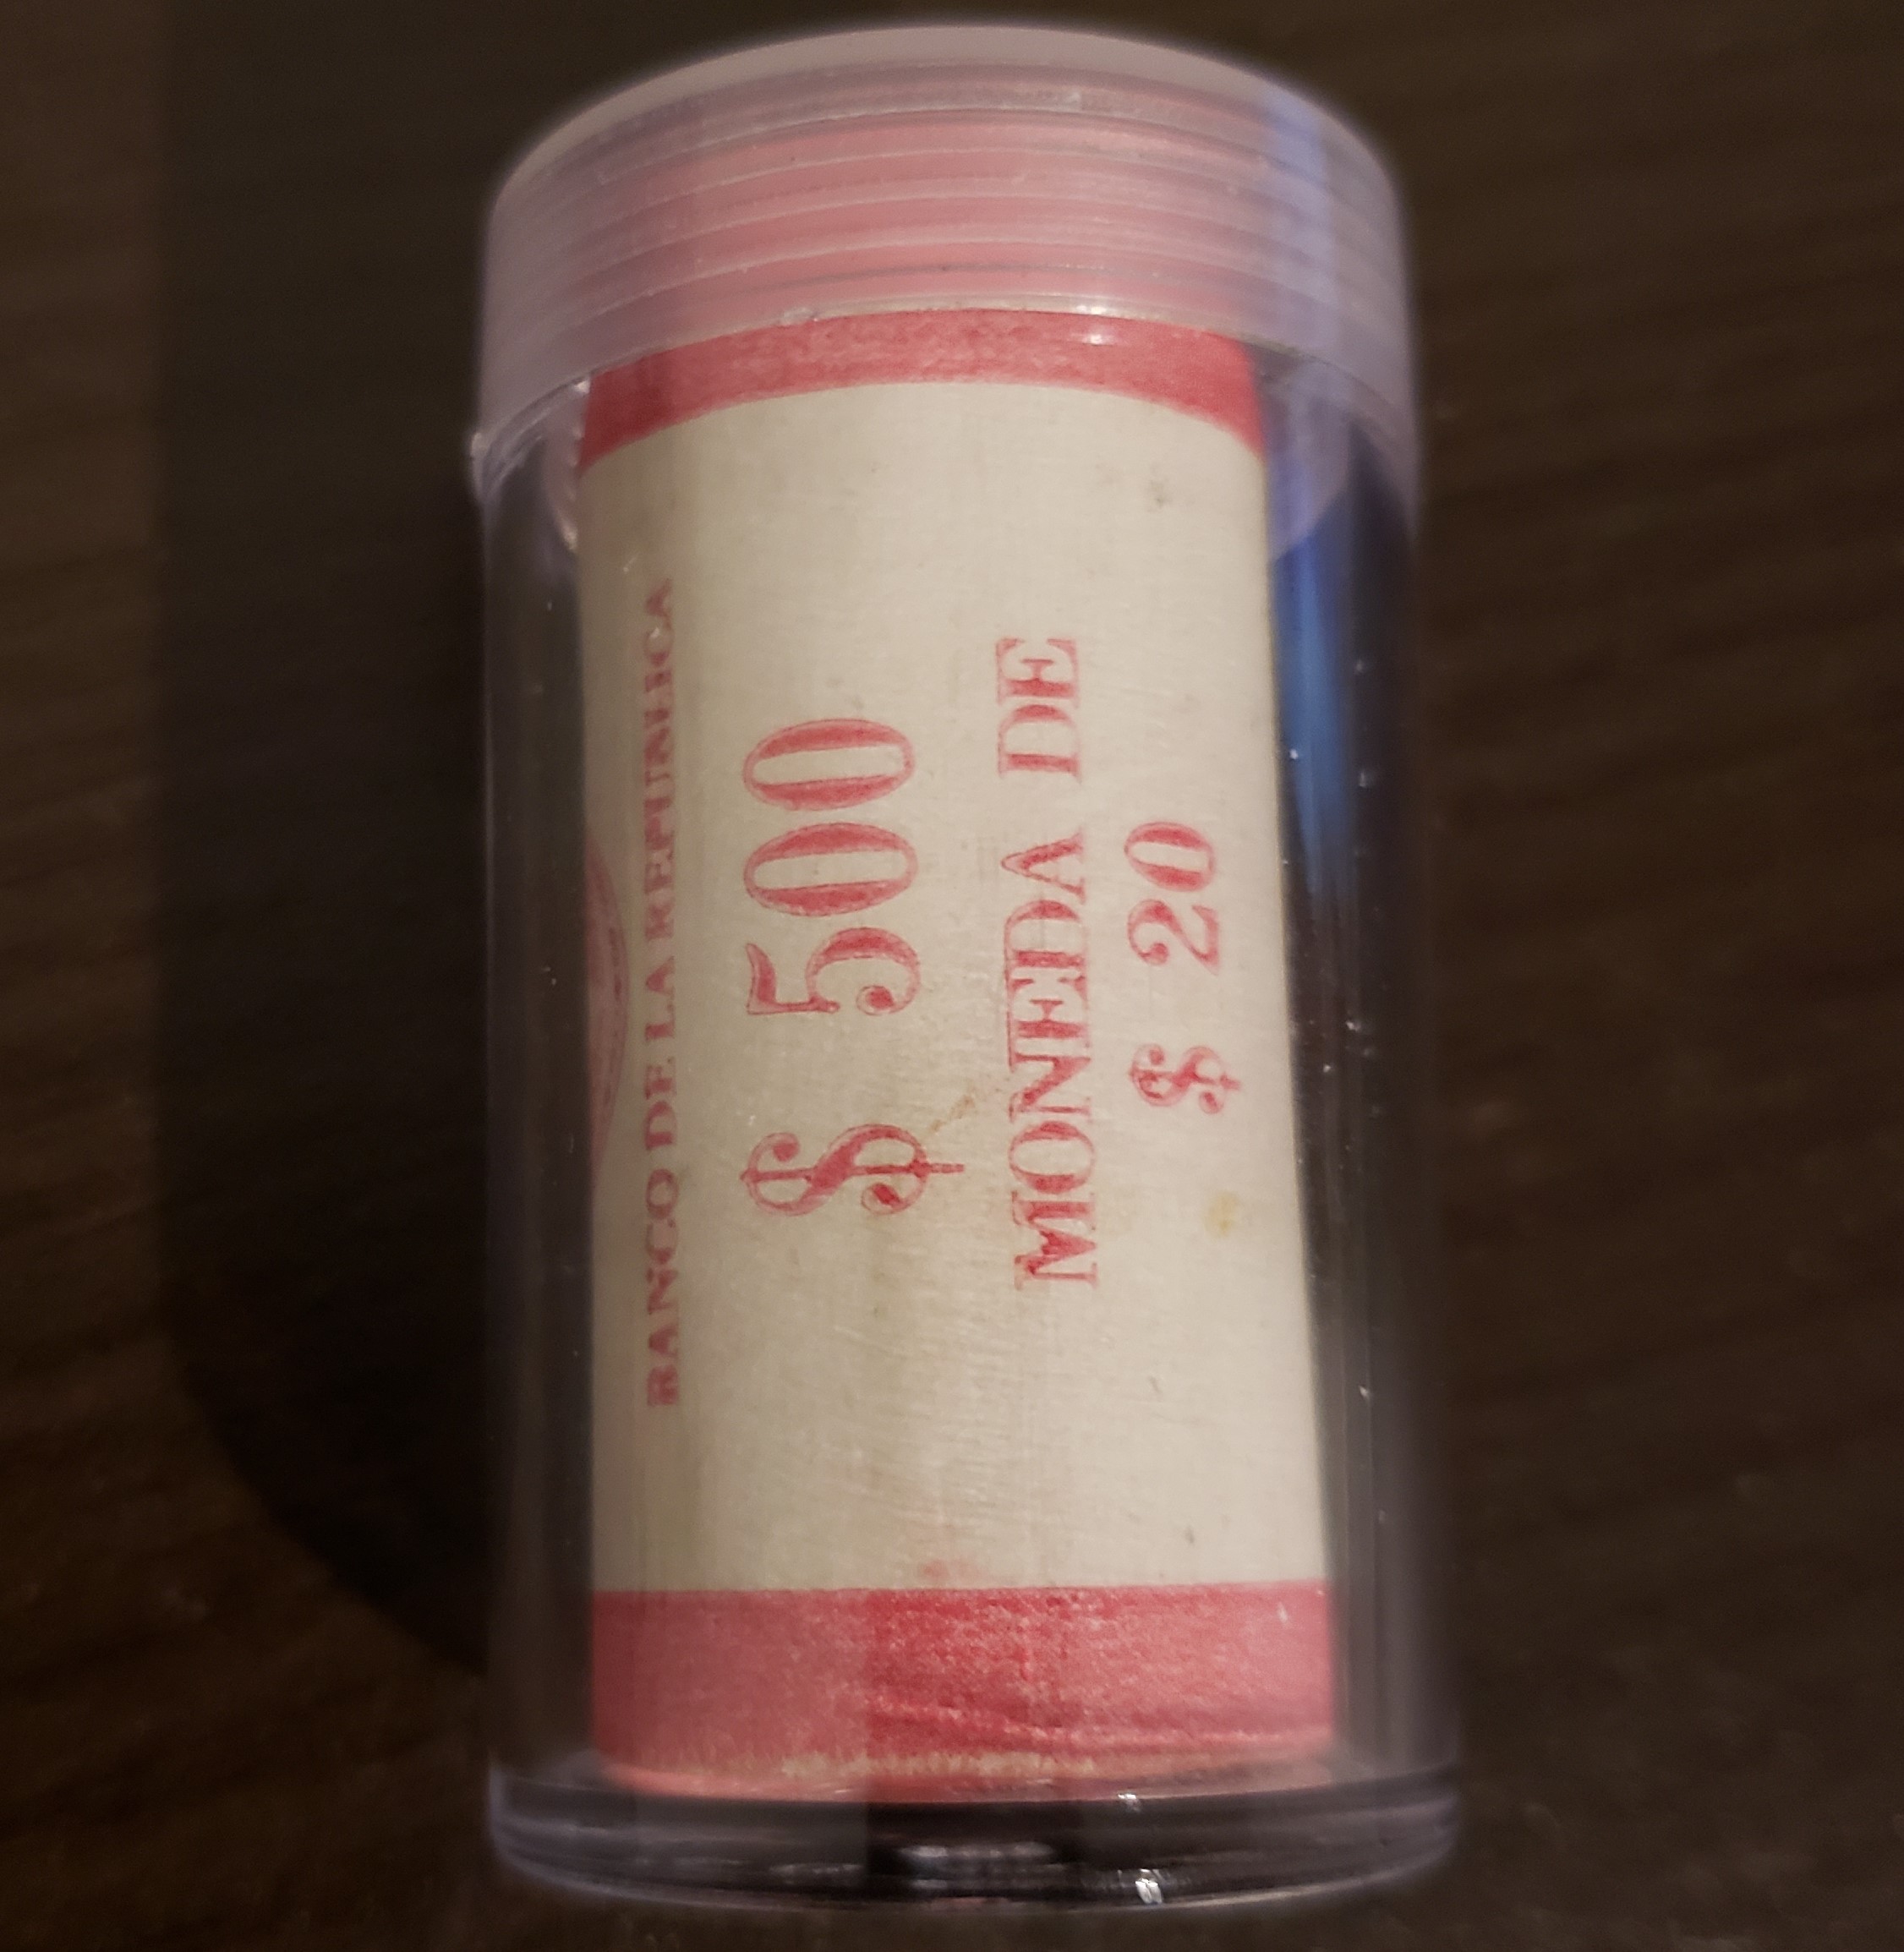 BANCO DE LA REPUBLICA
$ 500
MONEDA DE
$ 20